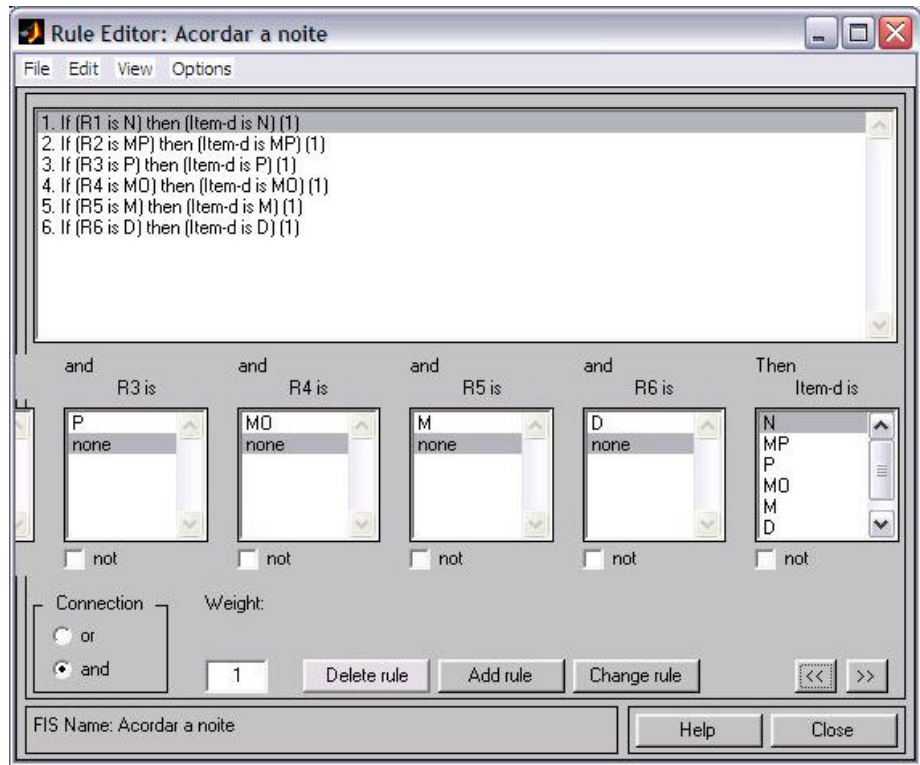 Rule Editor: Acordar a noite
File Edit View Options
1. If (R1 is N) then (Item-d is N) (1)
2. If (R2 is MP) then (Item-d is MP) (1)
3. If (R3 is P) then (Item-d is P) (1)
4. If (R4 is MO) then (Item-d is MO) (1)
5. If (R5 is M) then (Item-d is M) (1)
6. If (R6 is D) then (Item-d is D) (1)
and and and and Then
R3 is R4 is R5 is R6 is Item-d is
P MO M D N
none none none none MP
P
MO
M
D
not not not not not
Connection Weight:
or
and 1 Delete rule Add rule Change rule << >>
FIS Name: Acordar a noite Help Close